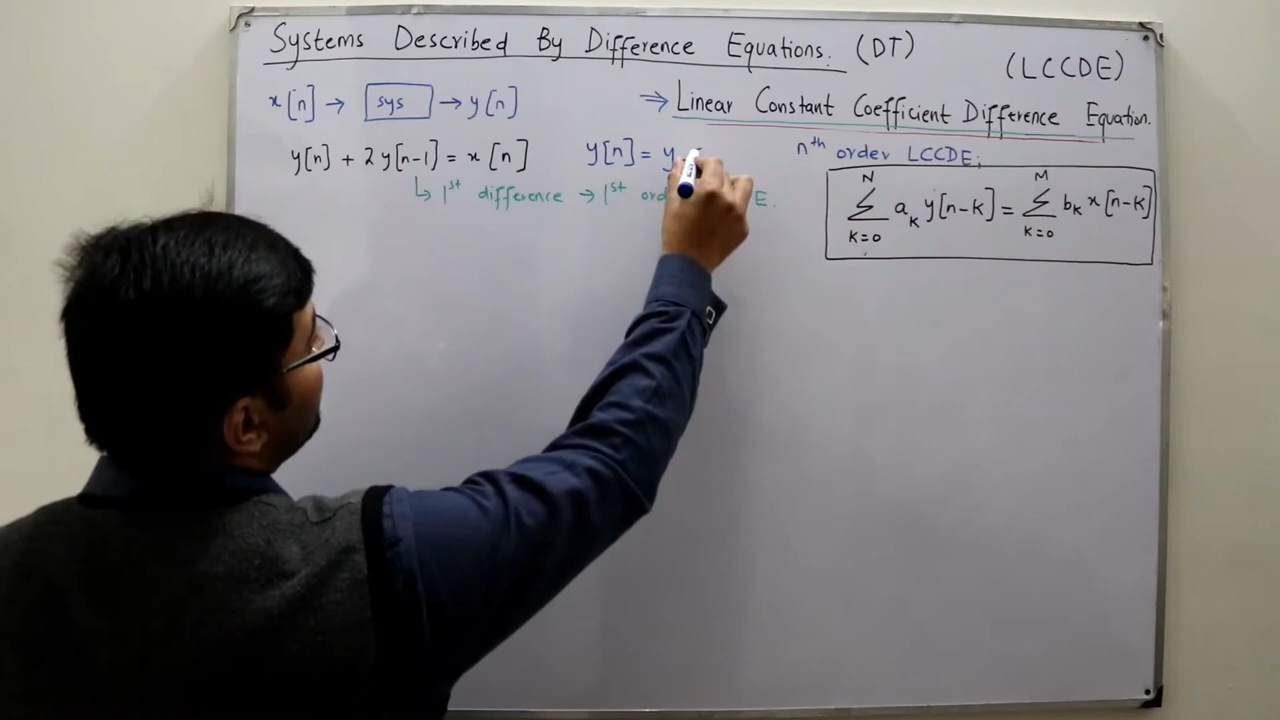 Systems Described By Difference Equations. (DT)
(LCCDE)
x[n] → sys → y[n]
⇒ Linear Constant Coefficient Difference Equation.
y[n] + 2y[n-1] = x[n]
y[n] = y
nth order LCCDE;
↳ 1st difference → 1st E.
N M
∑ aₖ y[n-k] = ∑ bₖ x[n-k]
k=0 k=0